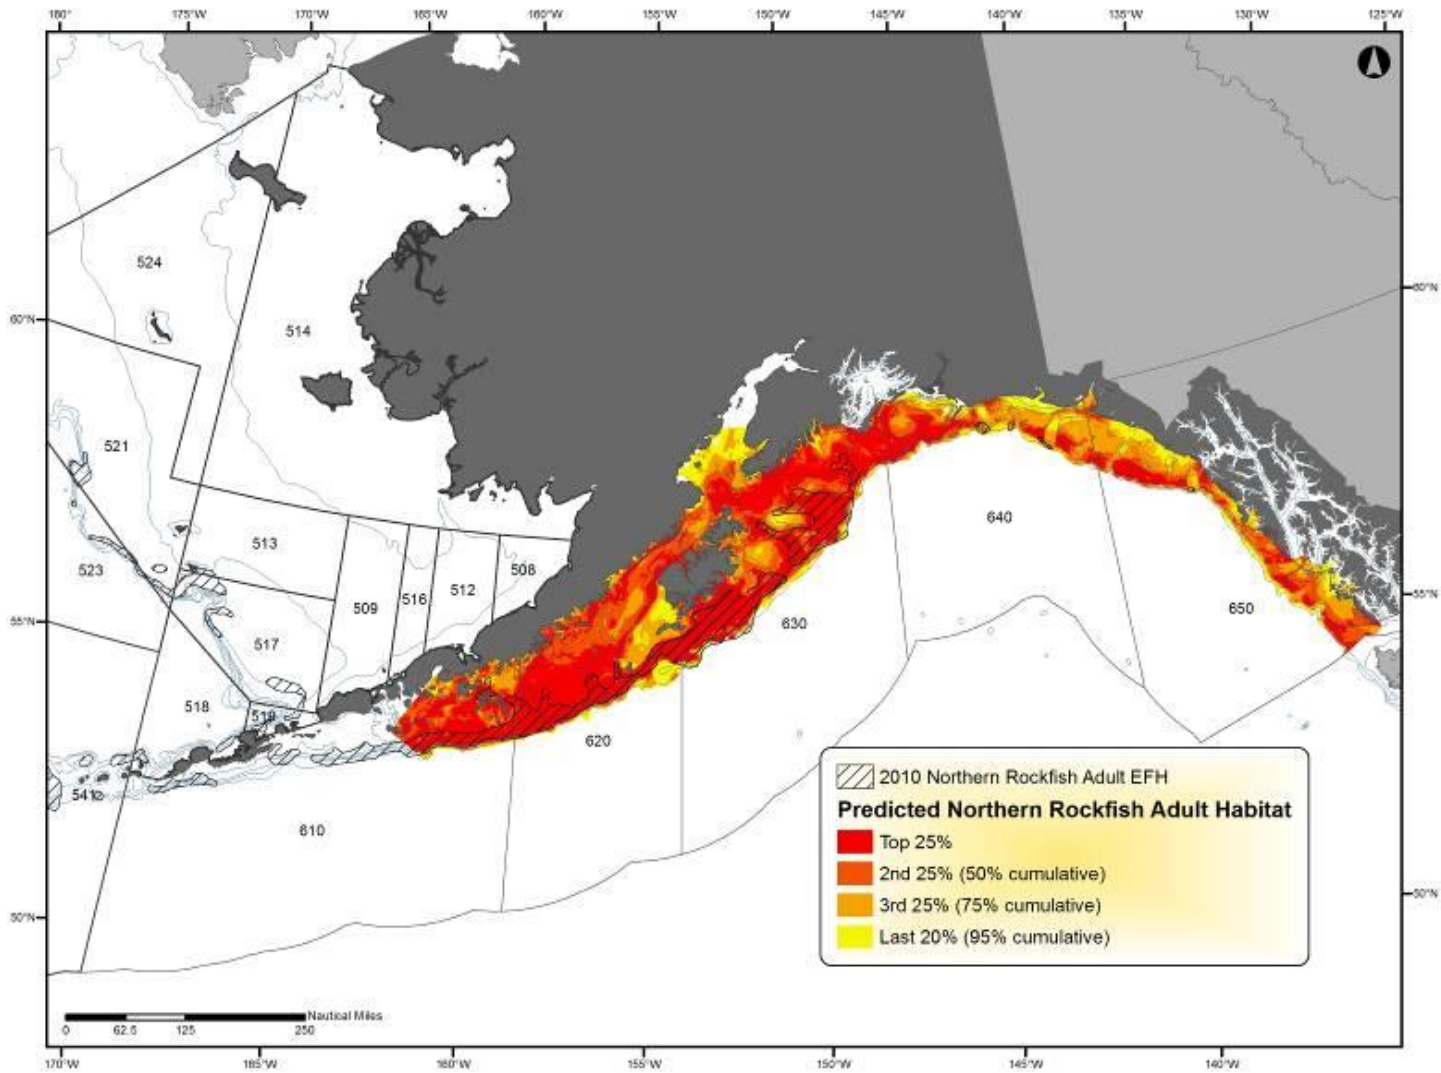 180° 175°W 170°W 165°W 160°W 155°W 150°W 145°W 140°W 135°W 130°W 125°W
524
60°N 60°N
514
521
640
513
523
508
512
516
509
55°N 55°N
650
630
517
518
519
620
541
2010 Northern Rockfish Adult EFH
Predicted Northern Rockfish Adult Habitat
610
Top 25%
2nd 25% (50% cumulative)
50°N 50°N
3rd 25% (75% cumulative)
Last 20% (95% cumulative)
Nautical Miles
0 62.5 125 250
170°W 165°W 160°W 155°W 150°W 145°W 140°W